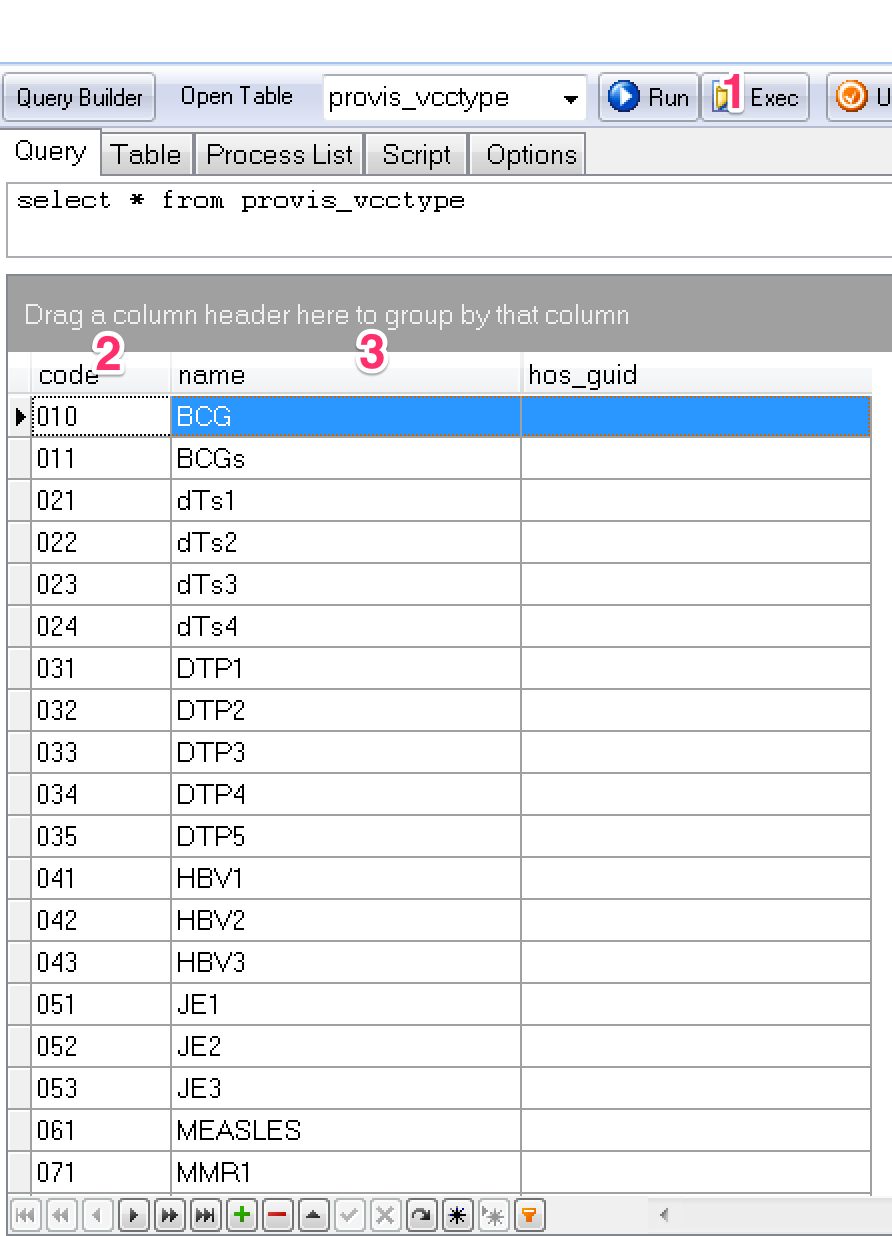 Query Builder Open Table provis_vcctype Run 1 Exec U
Query Table Process List Script Options
select * from provis_vcctype
Drag a column header here to group by that column
2 3
code name hos_guid
010 BCG
011 BCGs
021 dTs1
022 dTs2
023 dTs3
024 dTs4
031 DTP1
032 DTP2
033 DTP3
034 DTP4
035 DTP5
041 HBV1
042 HBV2
043 HBV3
051 JE1
052 JE2
053 JE3
061 MEASLES
071 MMR1